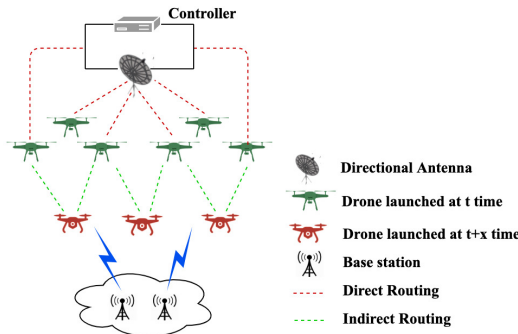 Controller
Directional Antenna
Drone launched at t time
Drone launched at t+x time
Base station
Direct Routing
Indirect Routing